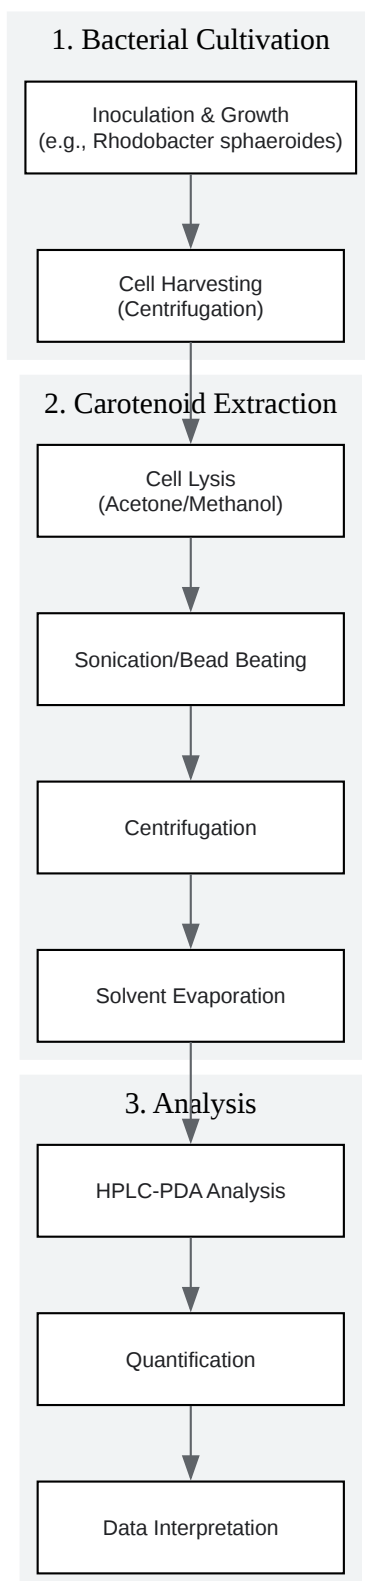 1. Bacterial Cultivation
Inoculation & Growth
(e.g., Rhodobacter sphaeroides)
Cell Harvesting
(Centrifugation)
2. Carotenoid Extraction
Cell Lysis
(Acetone/Methanol)
Sonication/Bead Beating
Centrifugation
Solvent Evaporation
3. Analysis
HPLC-PDA Analysis
Quantification
Data Interpretation